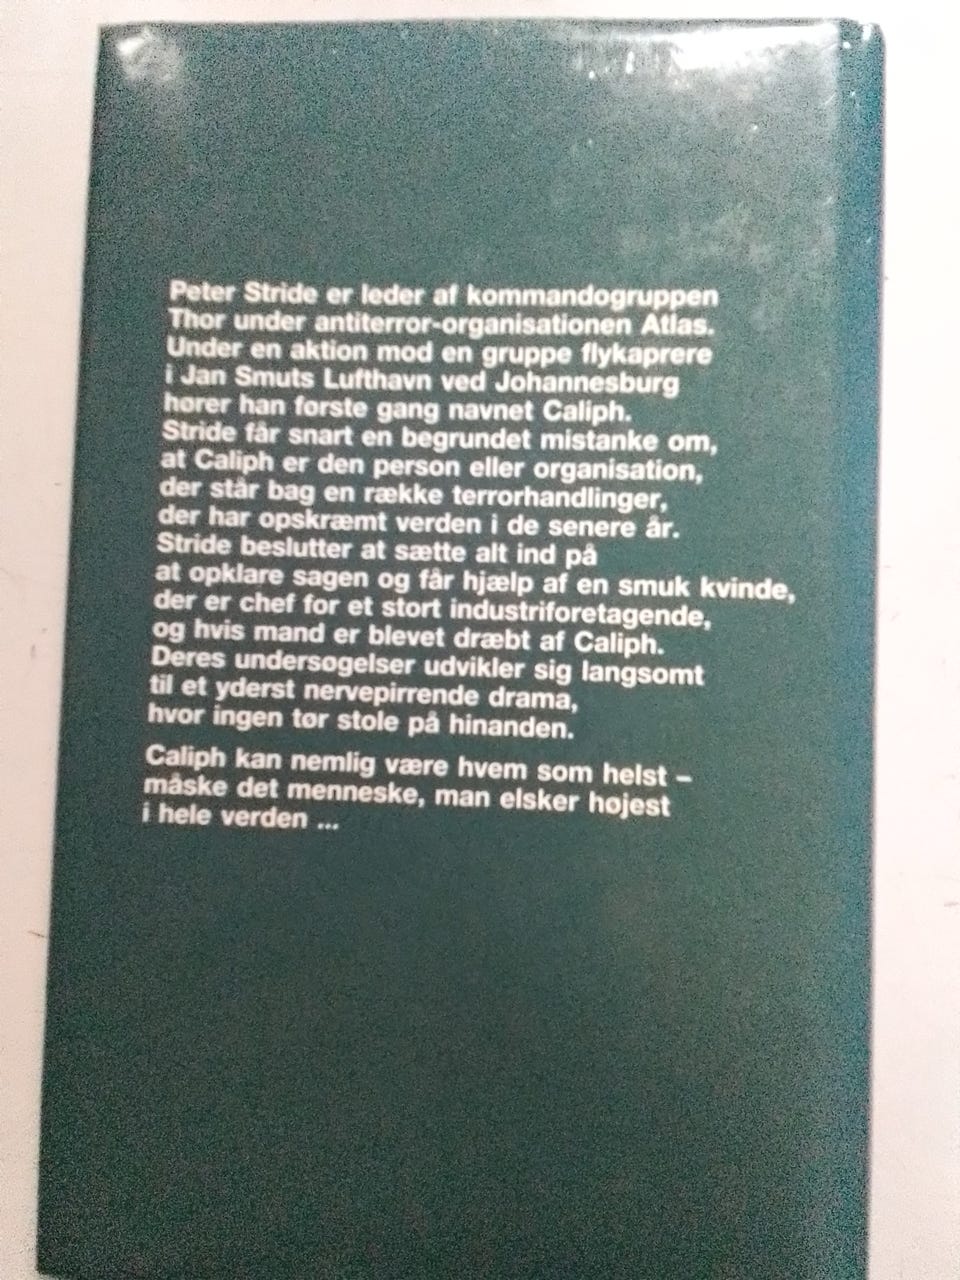 Peter Stride er leder af kommandogruppen
Thor under antiterror-organisationen Atlas.
Under en aktion mod en gruppe flykaprere
i Jan Smuts Lufthavn ved Johannesburg
hører han første gang navnet Caliph.
Stride får snart en begrundet mistanke om,
at Caliph er den person eller organisation,
der står bag en række terrorhandlinger,
der har opskræmt verden i de senere år.
Stride beslutter at sætte alt ind på
at opklare sagen og får hjælp af en smuk kvinde,
der er chef for et stort industriforetagende,
og hvis mand er blevet dræbt af Caliph.
Deres undersøgelser udvikler sig langsomt
til et yderst nervepirrende drama,
hvor ingen tør stole på hinanden.
Caliph kan nemlig være hvem som helst –
måske det menneske, man elsker højest
i hele verden ...